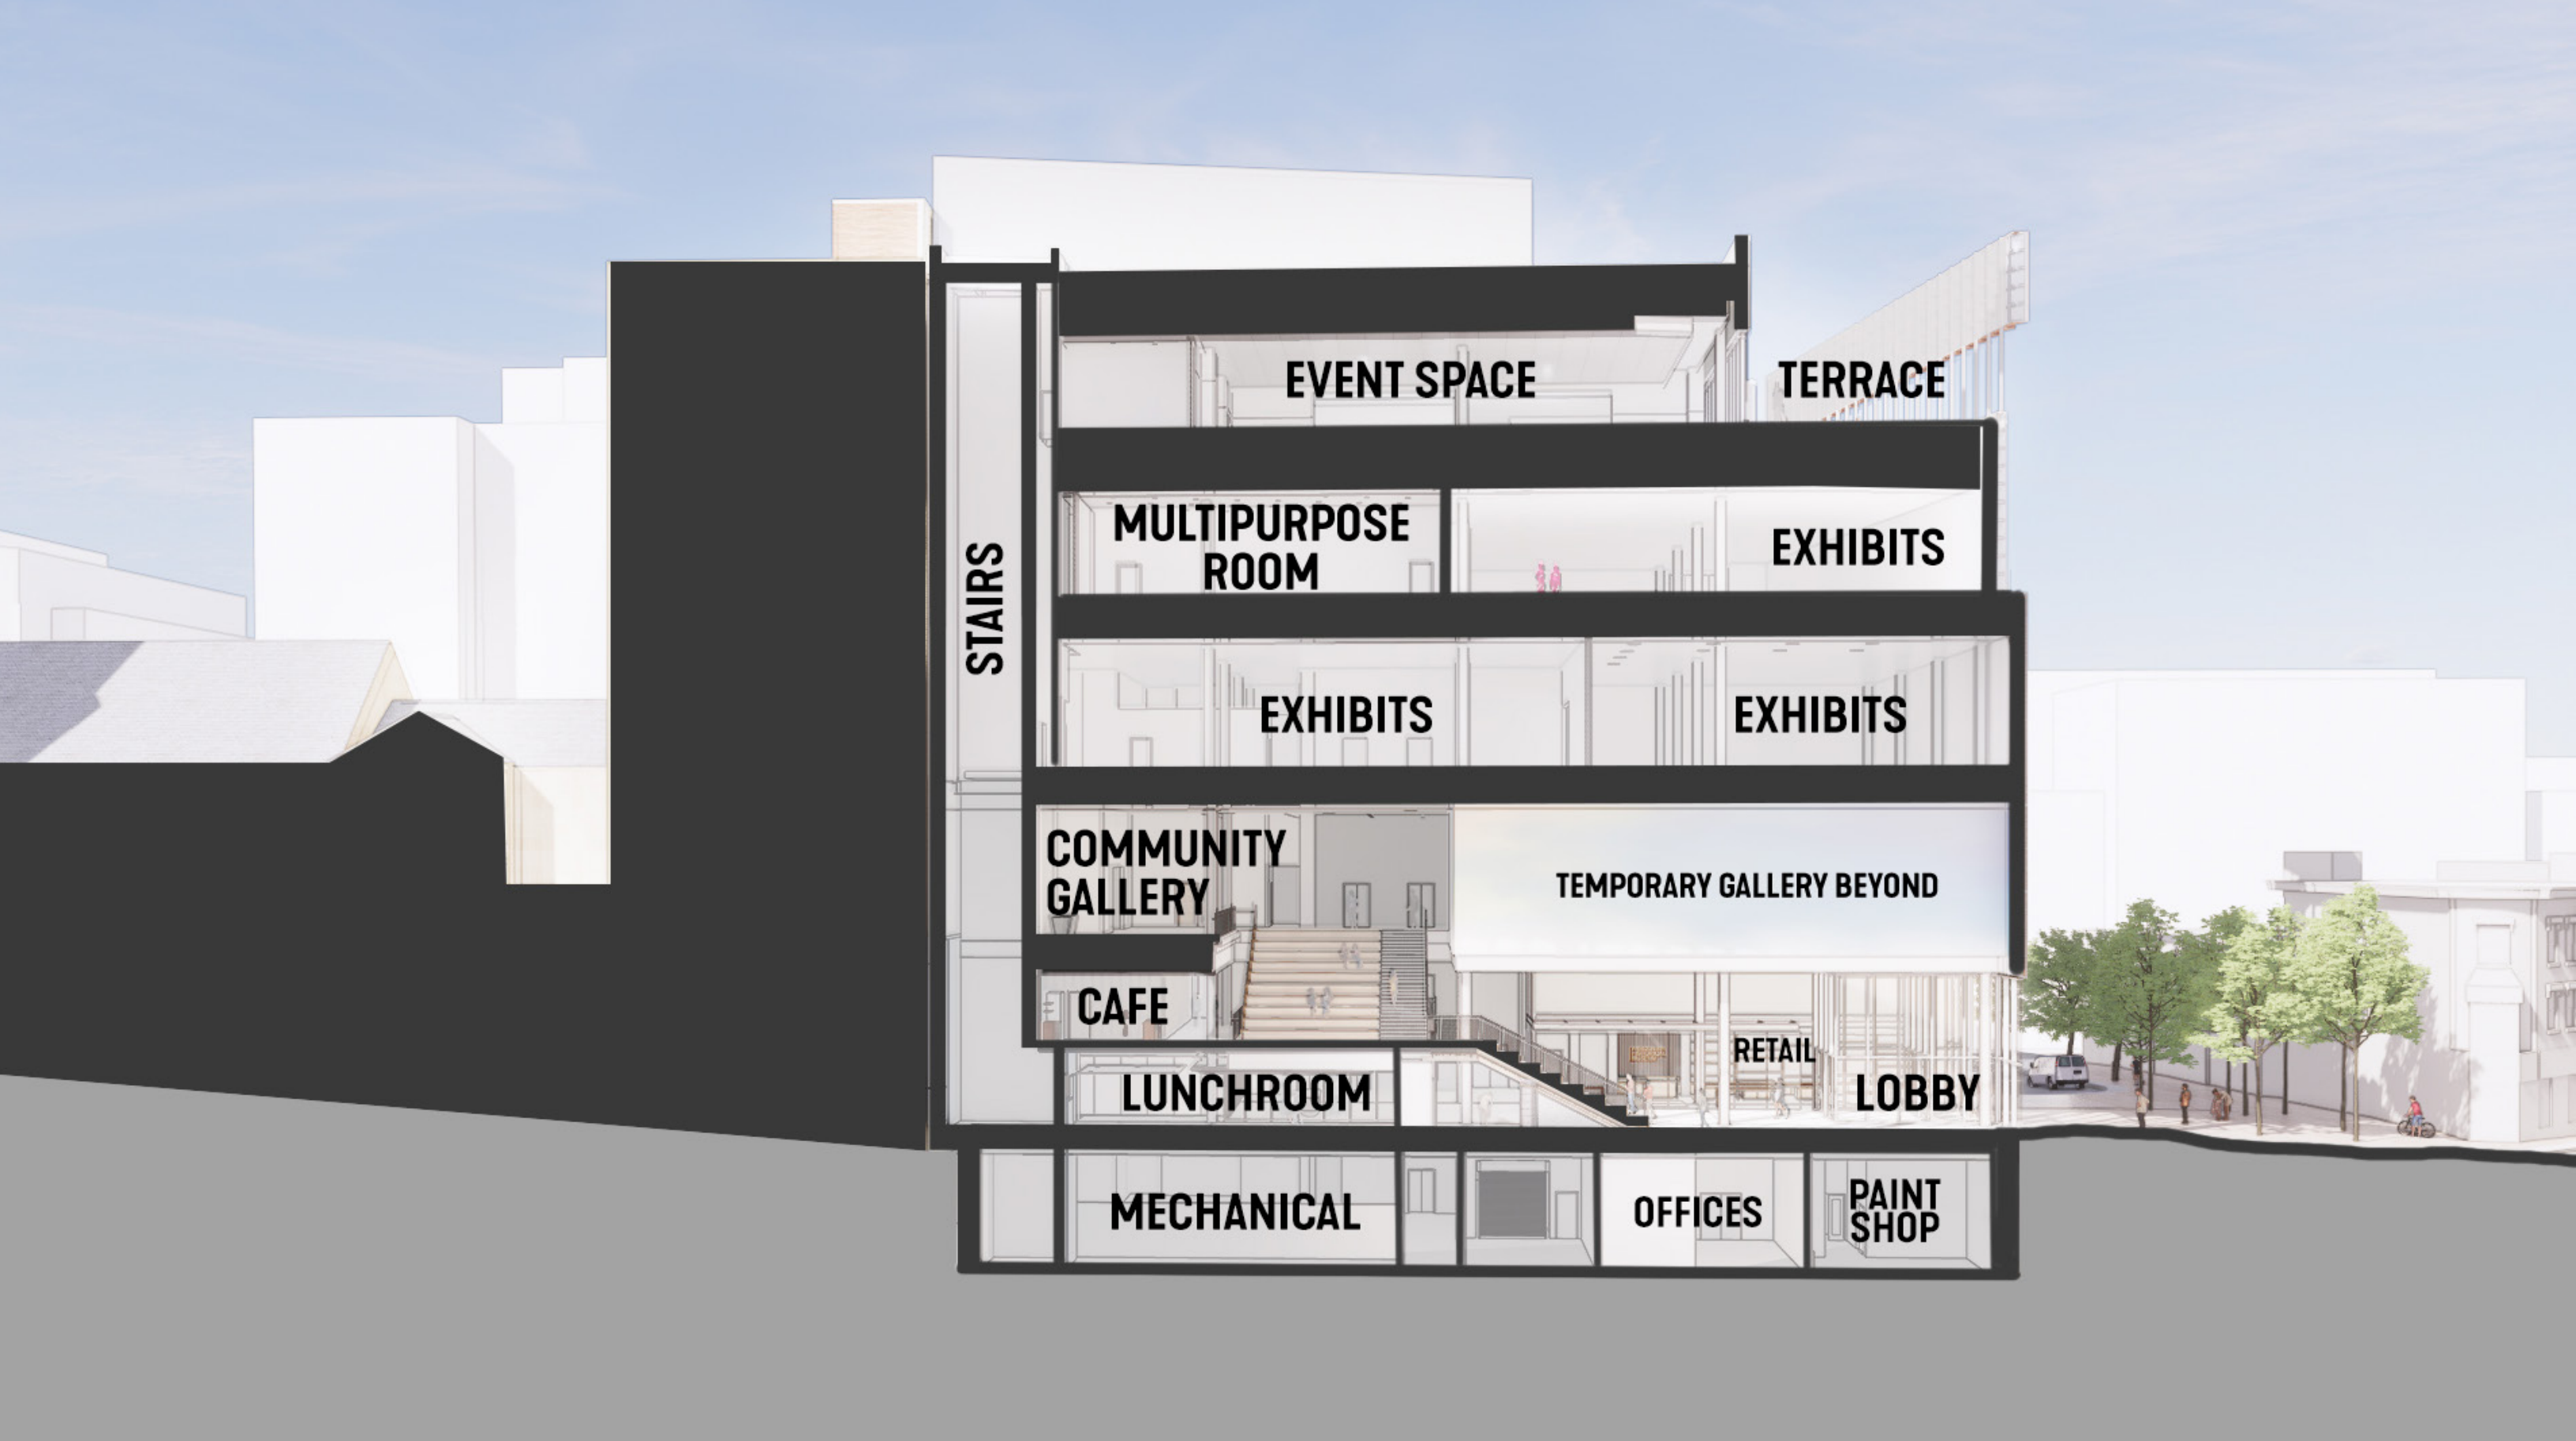 EVENT SPACE
TERRACE
MULTIPURPOSE
ROOM
EXHIBITS
STAIRS
EXHIBITS
EXHIBITS
COMMUNITY
GALLERY
TEMPORARY GALLERY BEYOND
CAFE
RETAIL
LUNCHROOM
LOBBY
MECHANICAL
OFFICES
PAINT
SHOP